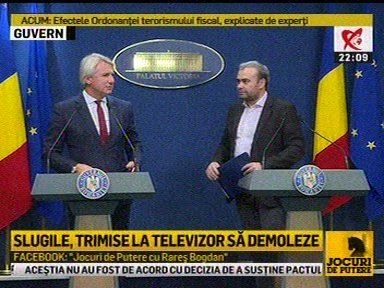 ACUM: Efectele Ordonanței terorismului fiscal, explicate de experți
GUVERN
22:09
PALATUL VICTORIA
SLUGILE, TRIMISE LA TELEVIZOR SĂ DEMOLEZE
FACEBOOK: "Jocuri de Putere cu Rareș Bogdan"
JOCURI
DE PUTERE
ACEȘTIA NU AU FOST DE ACORD CU DECIZIA DE A SUSȚINE PACTUL